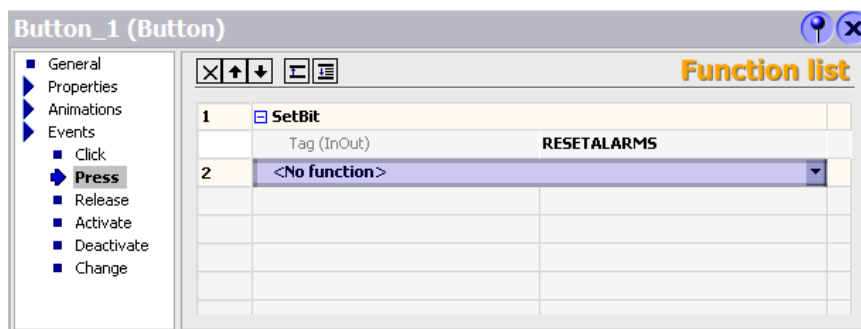 Button_1 (Button)
General
Properties
Animations
Events
Click
Press
Release
Activate
Deactivate
Change
Function list
1 SetBit
Tag (InOut) RESETALARMS
2 <No function>